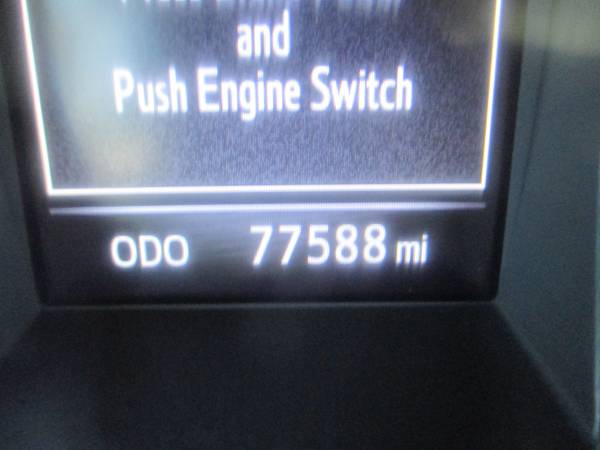 and
Push Engine Switch
ODO 77588 mi